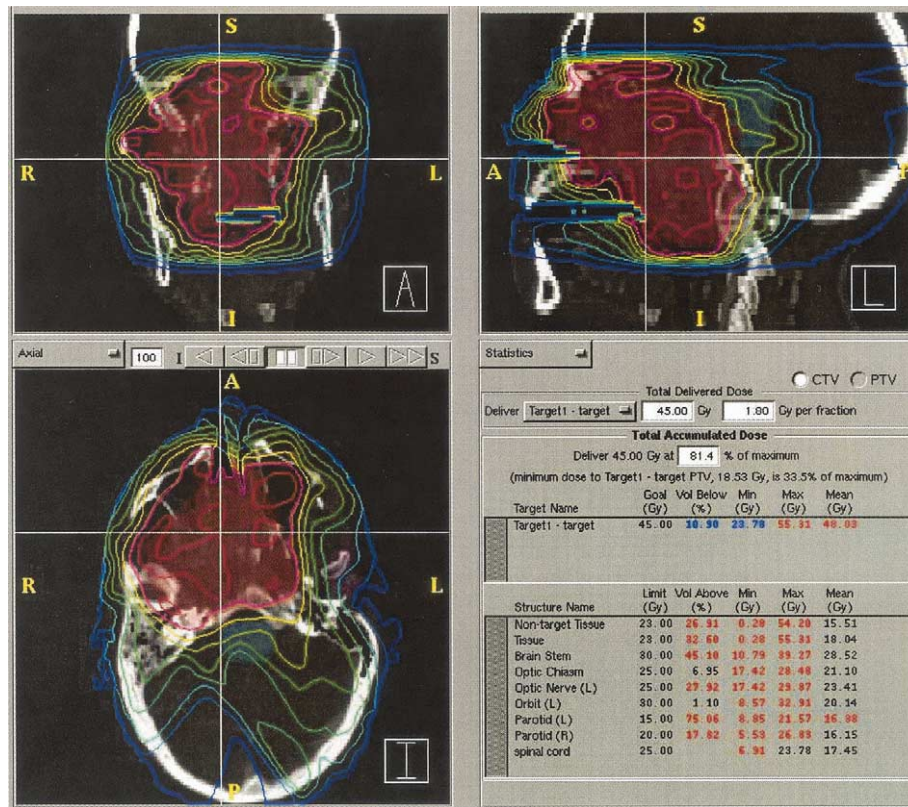 S
R L
A
I
S
A P
L
I
Axial 100 I S
A
R L
P
I
Statistics
CTV PTV
Total Delivered Dose
Deliver Target1 - target 45.00 Gy 1.80 Gy per fraction
Total Accumulated Dose
Deliver 45.00 Gy at 81.4 % of maximum
(minimum dose to Target1 - target PTV, 18.53 Gy, is 33.5% of maximum)
Goal Vol Below Min Max Mean
Target Name (Gy) (%) (Gy) (Gy) (Gy)
Target1 - target 45.00 10.90 23.78 55.31 48.03
Limit Vol Above Min Max Mean
Structure Name (Gy) (%) (Gy) (Gy) (Gy)
Non-target Tissue 23.00 26.91 0.28 54.20 15.51
Tissue 23.00 32.60 0.28 55.31 18.04
Brain Stem 30.00 45.10 10.79 39.27 28.52
Optic Chiasm 25.00 6.95 17.42 28.48 21.10
Optic Nerve (L) 25.00 27.92 17.42 29.87 23.41
Orbit (L) 30.00 1.10 8.57 32.91 20.14
Parotid (L) 15.00 75.06 8.85 21.57 16.88
Parotid (R) 20.00 17.82 5.53 26.83 16.15
spinal cord 25.00 6.91 23.78 17.45